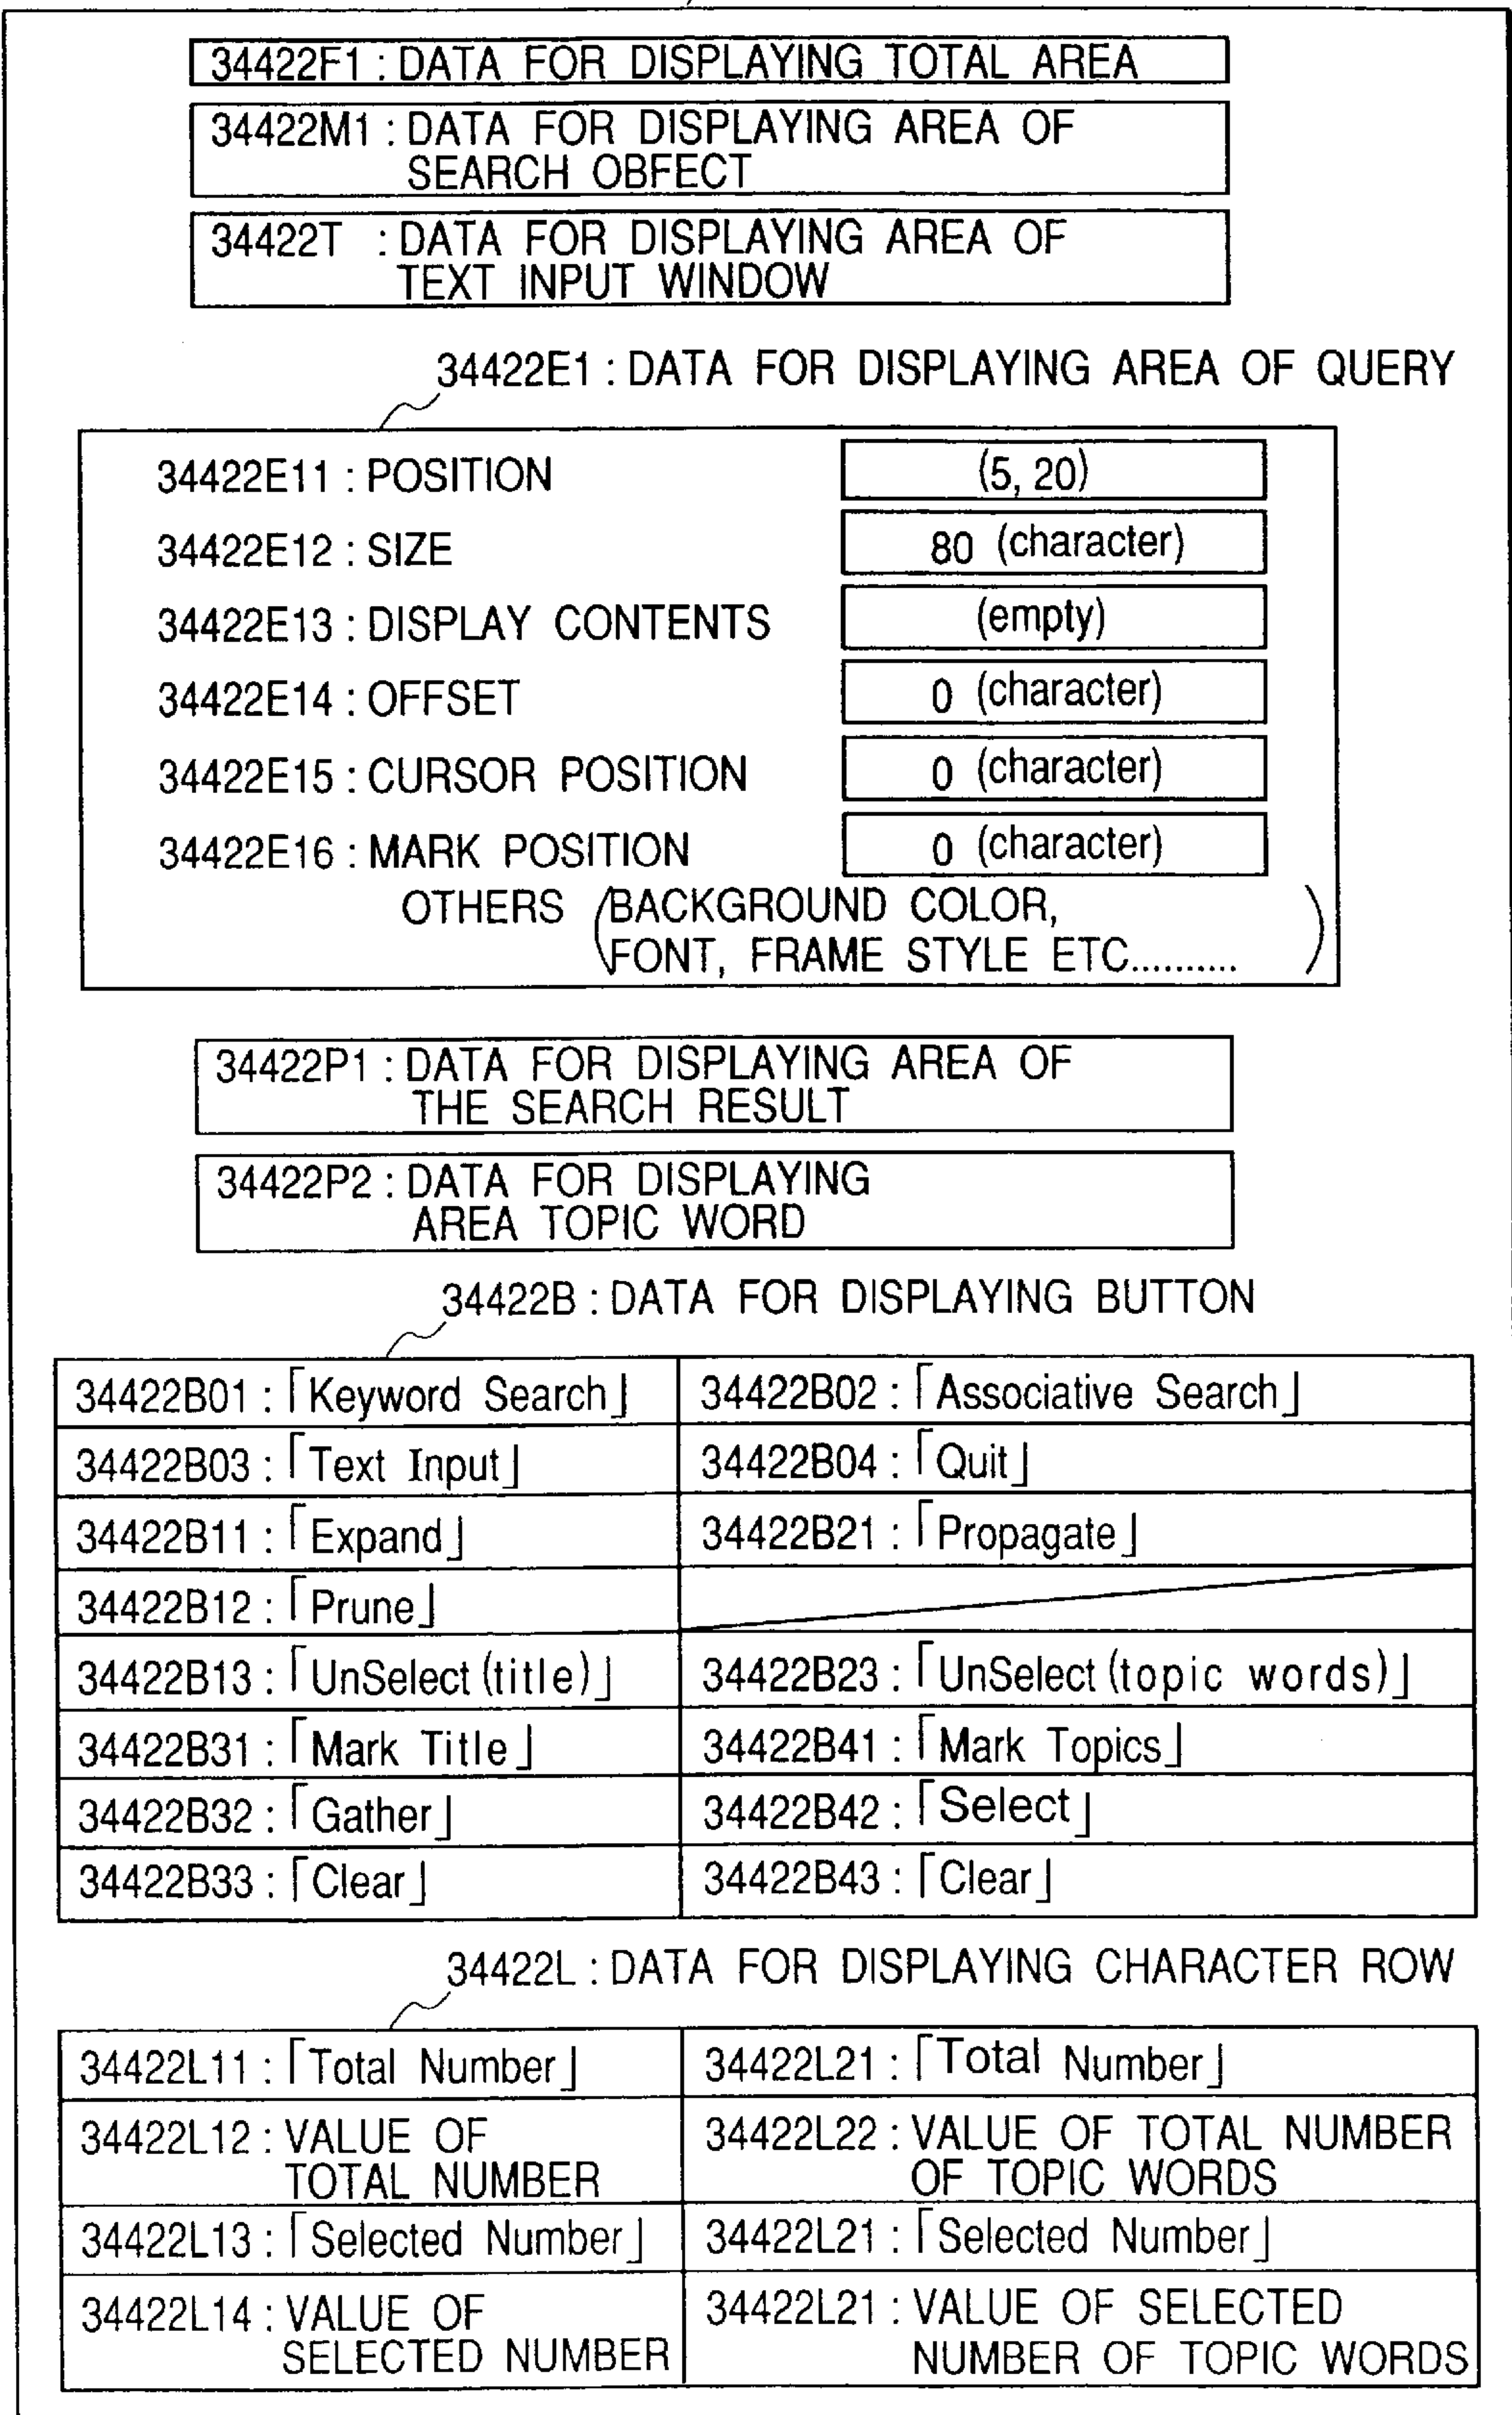 34422F1 : DATA FOR DISPLAYING TOTAL AREA
34422M1 : DATA FOR DISPLAYING AREA OF
SEARCH OBFECT
34422T : DATA FOR DISPLAYING AREA OF
TEXT INPUT WINDOW
34422E1 : DATA FOR DISPLAYING AREA OF QUERY
34422E11 : POSITION (5, 20)
34422E12 : SIZE 80 (character)
34422E13 : DISPLAY CONTENTS (empty)
34422E14 : OFFSET 0 (character)
34422E15 : CURSOR POSITION 0 (character)
34422E16 : MARK POSITION 0 (character)
OTHERS (BACKGROUND COLOR,
FONT, FRAME STYLE ETC..........)
34422P1 : DATA FOR DISPLAYING AREA OF
THE SEARCH RESULT
34422P2 : DATA FOR DISPLAYING
AREA TOPIC WORD
34422B : DATA FOR DISPLAYING BUTTON
34422B01 : ｢Keyword Search｣ 34422B02 : ｢Associative Search｣
34422B03 : ｢Text Input｣ 34422B04 : ｢Quit｣
34422B11 : ｢Expand｣ 34422B21 : ｢Propagate｣
34422B12 : ｢Prune｣
34422B13 : ｢UnSelect (title)｣ 34422B23 : ｢UnSelect (topic words)｣
34422B31 : ｢Mark Title｣ 34422B41 : ｢Mark Topics｣
34422B32 : ｢Gather｣ 34422B42 : ｢Select｣
34422B33 : ｢Clear｣ 34422B43 : ｢Clear｣
34422L : DATA FOR DISPLAYING CHARACTER ROW
34422L11 : ｢Total Number｣ 34422L21 : ｢Total Number｣
34422L12 : VALUE OF 34422L22 : VALUE OF TOTAL NUMBER
TOTAL NUMBER OF TOPIC WORDS
34422L13 : ｢Selected Number｣ 34422L21 : ｢Selected Number｣
34422L14 : VALUE OF 34422L21 : VALUE OF SELECTED
SELECTED NUMBER NUMBER OF TOPIC WORDS